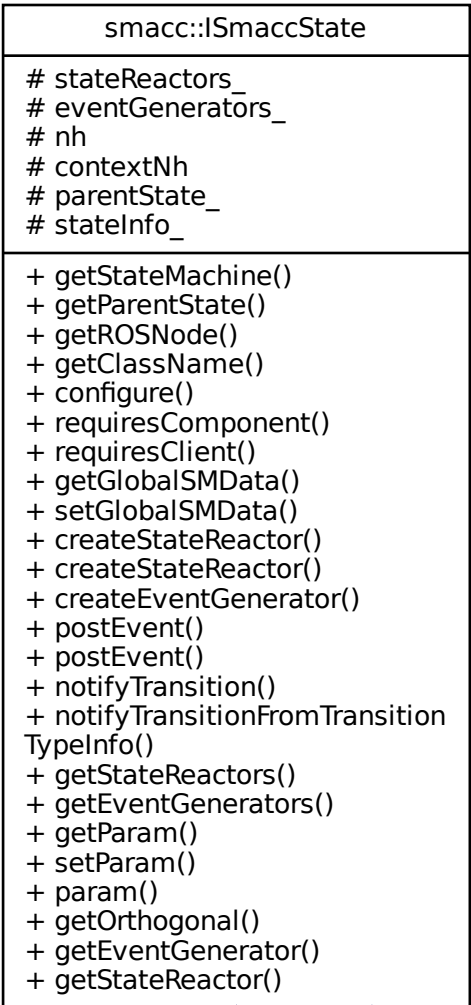 smacc::ISmaccState
# stateReactors_
# eventGenerators_
# nh
# contextNh
# parentState_
# stateInfo_
+ getStateMachine()
+ getParentState()
+ getROSNode()
+ getClassName()
+ configure()
+ requiresComponent()
+ requiresClient()
+ getGlobalSMData()
+ setGlobalSMData()
+ createStateReactor()
+ createStateReactor()
+ createEventGenerator()
+ postEvent()
+ postEvent()
+ notifyTransition()
+ notifyTransitionFromTransition
TypeInfo()
+ getStateReactors()
+ getEventGenerators()
+ getParam()
+ setParam()
+ param()
+ getOrthogonal()
+ getEventGenerator()
+ getStateReactor()